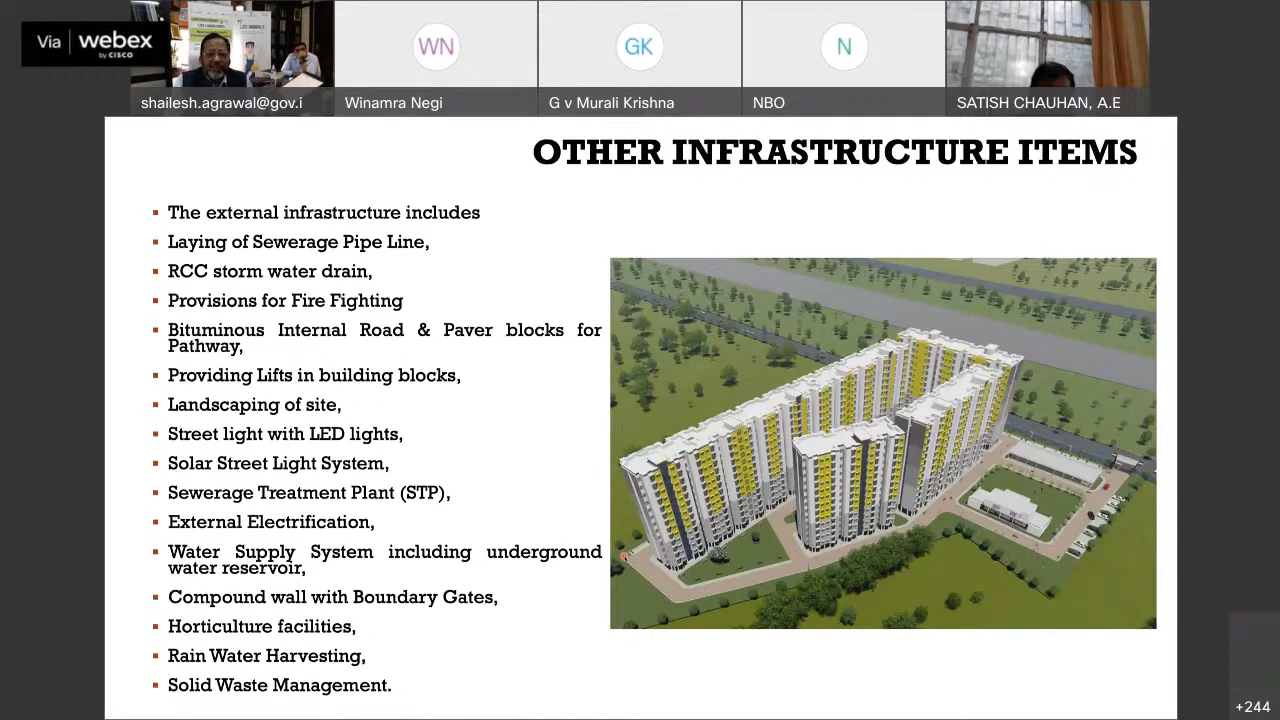 Via webex
by CISCO
WN
GK
N
shailesh.agrawal@gov.i
Winamra Negi
G v Murali Krishna
NBO
SATISH CHAUHAN, A.E
OTHER INFRASTRUCTURE ITEMS
The external infrastructure includes
Laying of Sewerage Pipe Line,
RCC storm water drain,
Provisions for Fire Fighting
Bituminous Internal Road & Paver blocks for
Pathway,
Providing Lifts in building blocks,
Landscaping of site,
Street light with LED lights,
Solar Street Light System,
Sewerage Treatment Plant (STP),
External Electrification,
Water Supply System including underground
water reservoir,
Compound wall with Boundary Gates,
Horticulture facilities,
Rain Water Harvesting,
Solid Waste Management.
+244